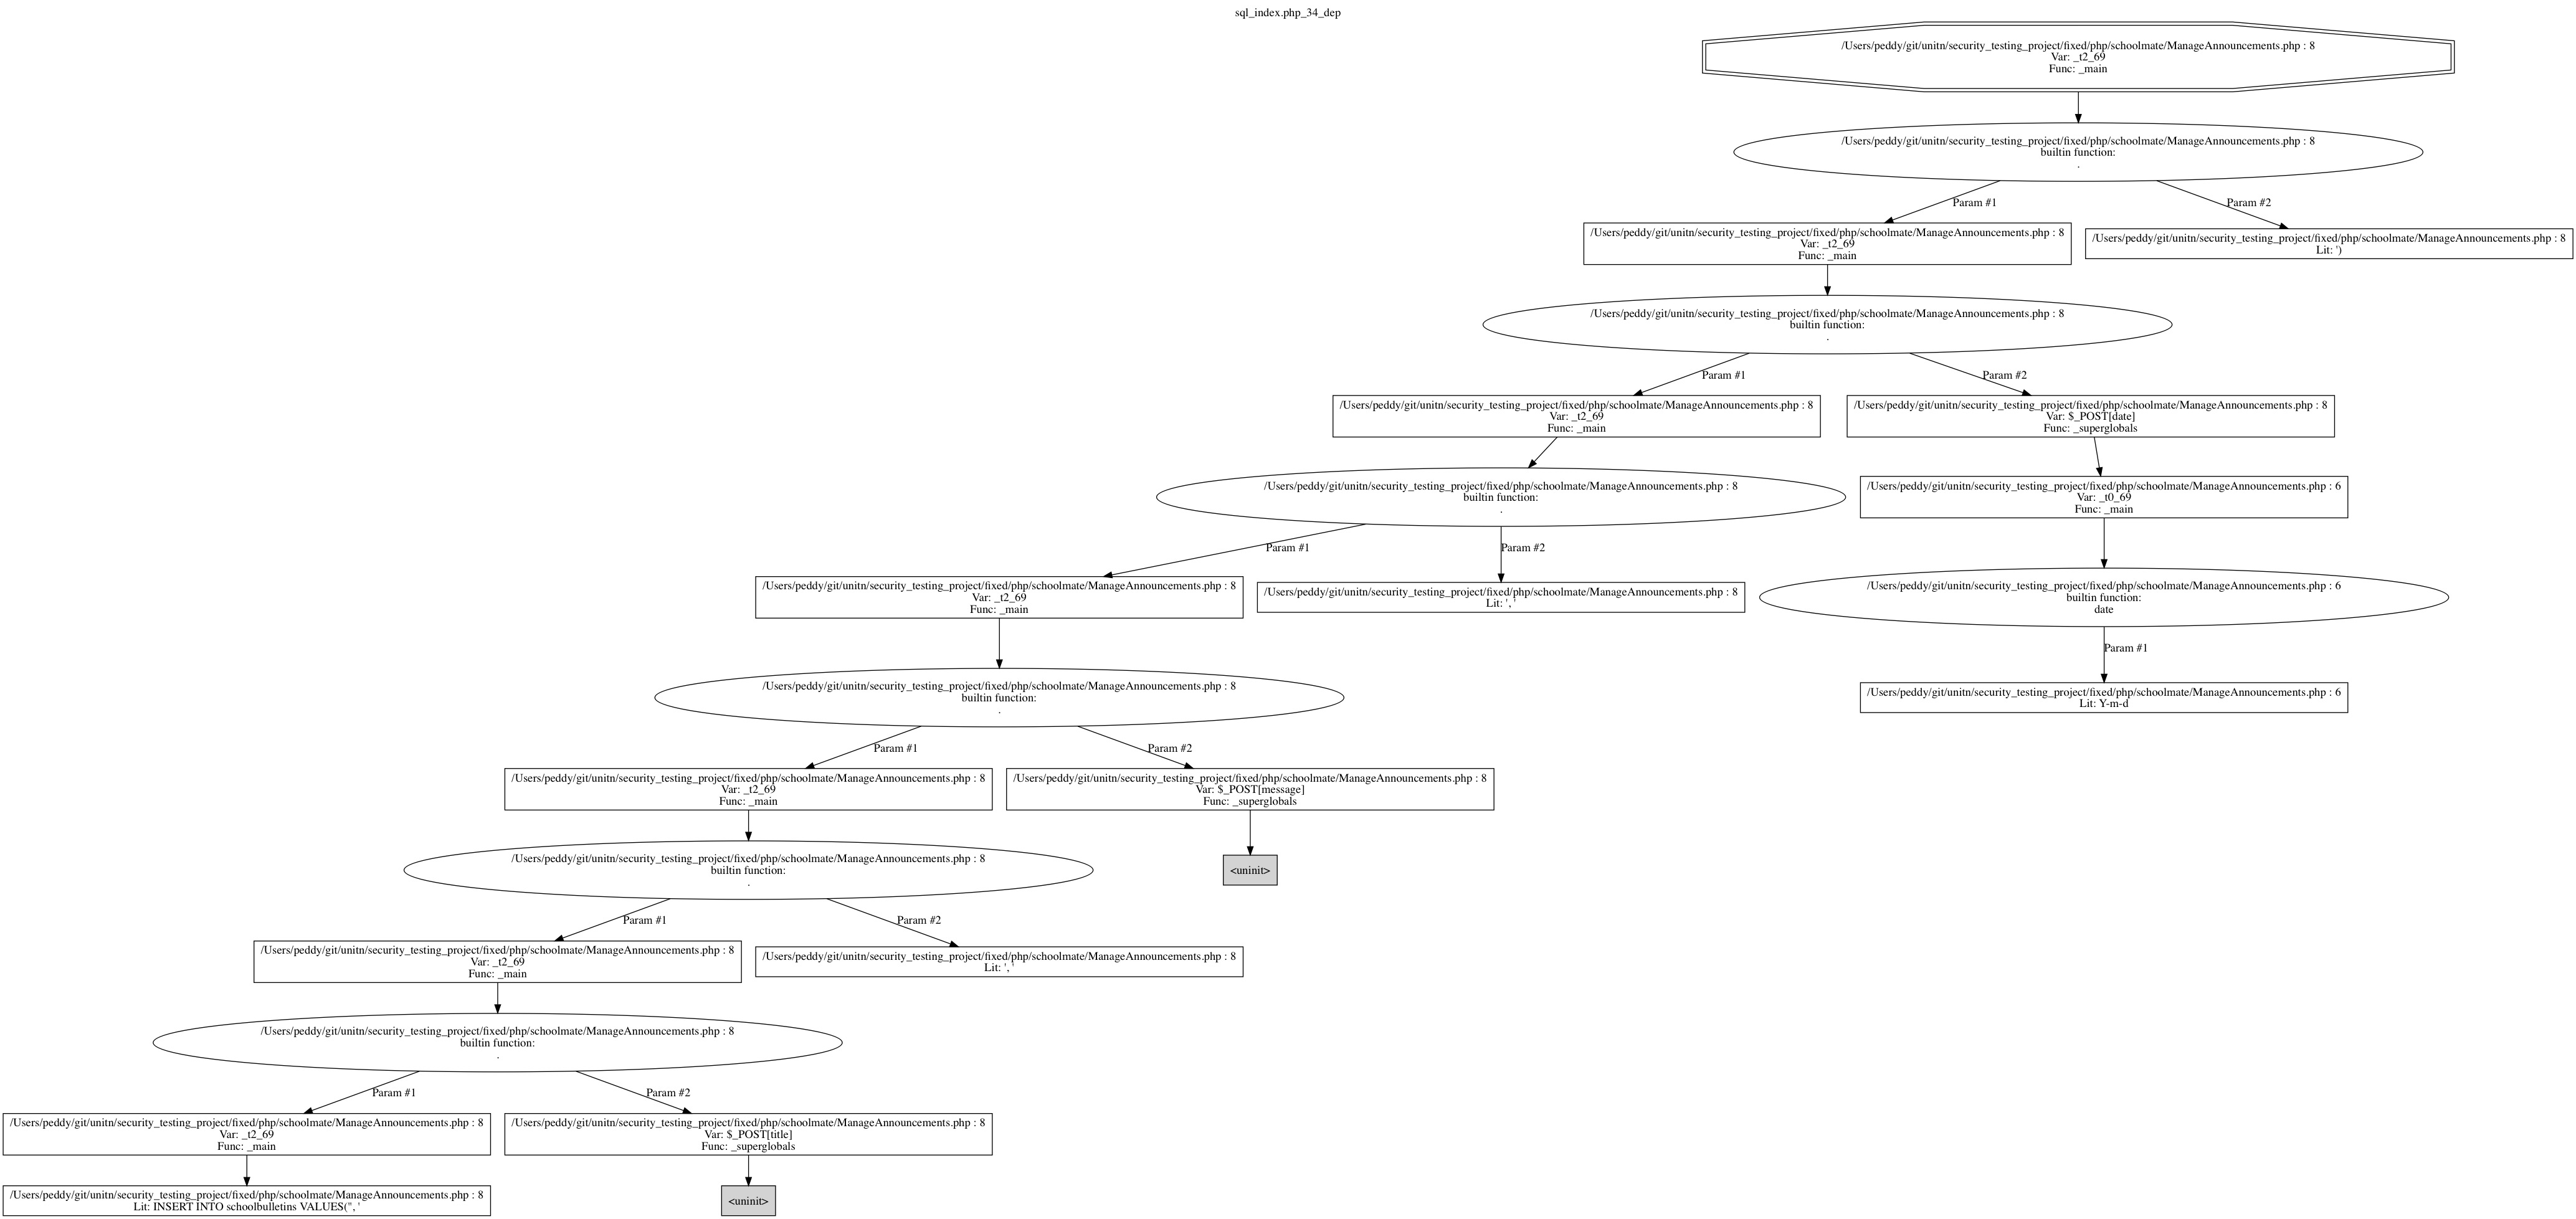 sql_index.php_34_dep
/Users/peddy/git/unitn/security_testing_project/fixed/php/schoolmate/ManageAnnouncements.php : 8
Var: _t2_69
Func: _main
/Users/peddy/git/unitn/security_testing_project/fixed/php/schoolmate/ManageAnnouncements.php : 8
builtin function:
.
Param #1
Param #2
/Users/peddy/git/unitn/security_testing_project/fixed/php/schoolmate/ManageAnnouncements.php : 8
Var: _t2_69
Func: _main
/Users/peddy/git/unitn/security_testing_project/fixed/php/schoolmate/ManageAnnouncements.php : 8
Lit: ')
/Users/peddy/git/unitn/security_testing_project/fixed/php/schoolmate/ManageAnnouncements.php : 8
builtin function:
.
Param #1
Param #2
/Users/peddy/git/unitn/security_testing_project/fixed/php/schoolmate/ManageAnnouncements.php : 8
Var: _t2_69
Func: _main
/Users/peddy/git/unitn/security_testing_project/fixed/php/schoolmate/ManageAnnouncements.php : 8
Var: $_POST[date]
Func: _superglobals
/Users/peddy/git/unitn/security_testing_project/fixed/php/schoolmate/ManageAnnouncements.php : 8
builtin function:
.
/Users/peddy/git/unitn/security_testing_project/fixed/php/schoolmate/ManageAnnouncements.php : 6
Var: _t0_69
Func: _main
Param #1
Param #2
/Users/peddy/git/unitn/security_testing_project/fixed/php/schoolmate/ManageAnnouncements.php : 8
Var: _t2_69
Func: _main
/Users/peddy/git/unitn/security_testing_project/fixed/php/schoolmate/ManageAnnouncements.php : 8
Lit: ', '
/Users/peddy/git/unitn/security_testing_project/fixed/php/schoolmate/ManageAnnouncements.php : 6
builtin function:
date
Param #1
/Users/peddy/git/unitn/security_testing_project/fixed/php/schoolmate/ManageAnnouncements.php : 8
builtin function:
.
/Users/peddy/git/unitn/security_testing_project/fixed/php/schoolmate/ManageAnnouncements.php : 6
Lit: Y-m-d
Param #1
Param #2
/Users/peddy/git/unitn/security_testing_project/fixed/php/schoolmate/ManageAnnouncements.php : 8
Var: _t2_69
Func: _main
/Users/peddy/git/unitn/security_testing_project/fixed/php/schoolmate/ManageAnnouncements.php : 8
Var: $_POST[message]
Func: _superglobals
/Users/peddy/git/unitn/security_testing_project/fixed/php/schoolmate/ManageAnnouncements.php : 8
builtin function:
.
<uninit>
Param #1
Param #2
/Users/peddy/git/unitn/security_testing_project/fixed/php/schoolmate/ManageAnnouncements.php : 8
Var: _t2_69
Func: _main
/Users/peddy/git/unitn/security_testing_project/fixed/php/schoolmate/ManageAnnouncements.php : 8
Lit: ', '
/Users/peddy/git/unitn/security_testing_project/fixed/php/schoolmate/ManageAnnouncements.php : 8
builtin function:
.
Param #1
Param #2
/Users/peddy/git/unitn/security_testing_project/fixed/php/schoolmate/ManageAnnouncements.php : 8
Var: _t2_69
Func: _main
/Users/peddy/git/unitn/security_testing_project/fixed/php/schoolmate/ManageAnnouncements.php : 8
Var: $_POST[title]
Func: _superglobals
/Users/peddy/git/unitn/security_testing_project/fixed/php/schoolmate/ManageAnnouncements.php : 8
Lit: INSERT INTO schoolbulletins VALUES('', '
<uninit>